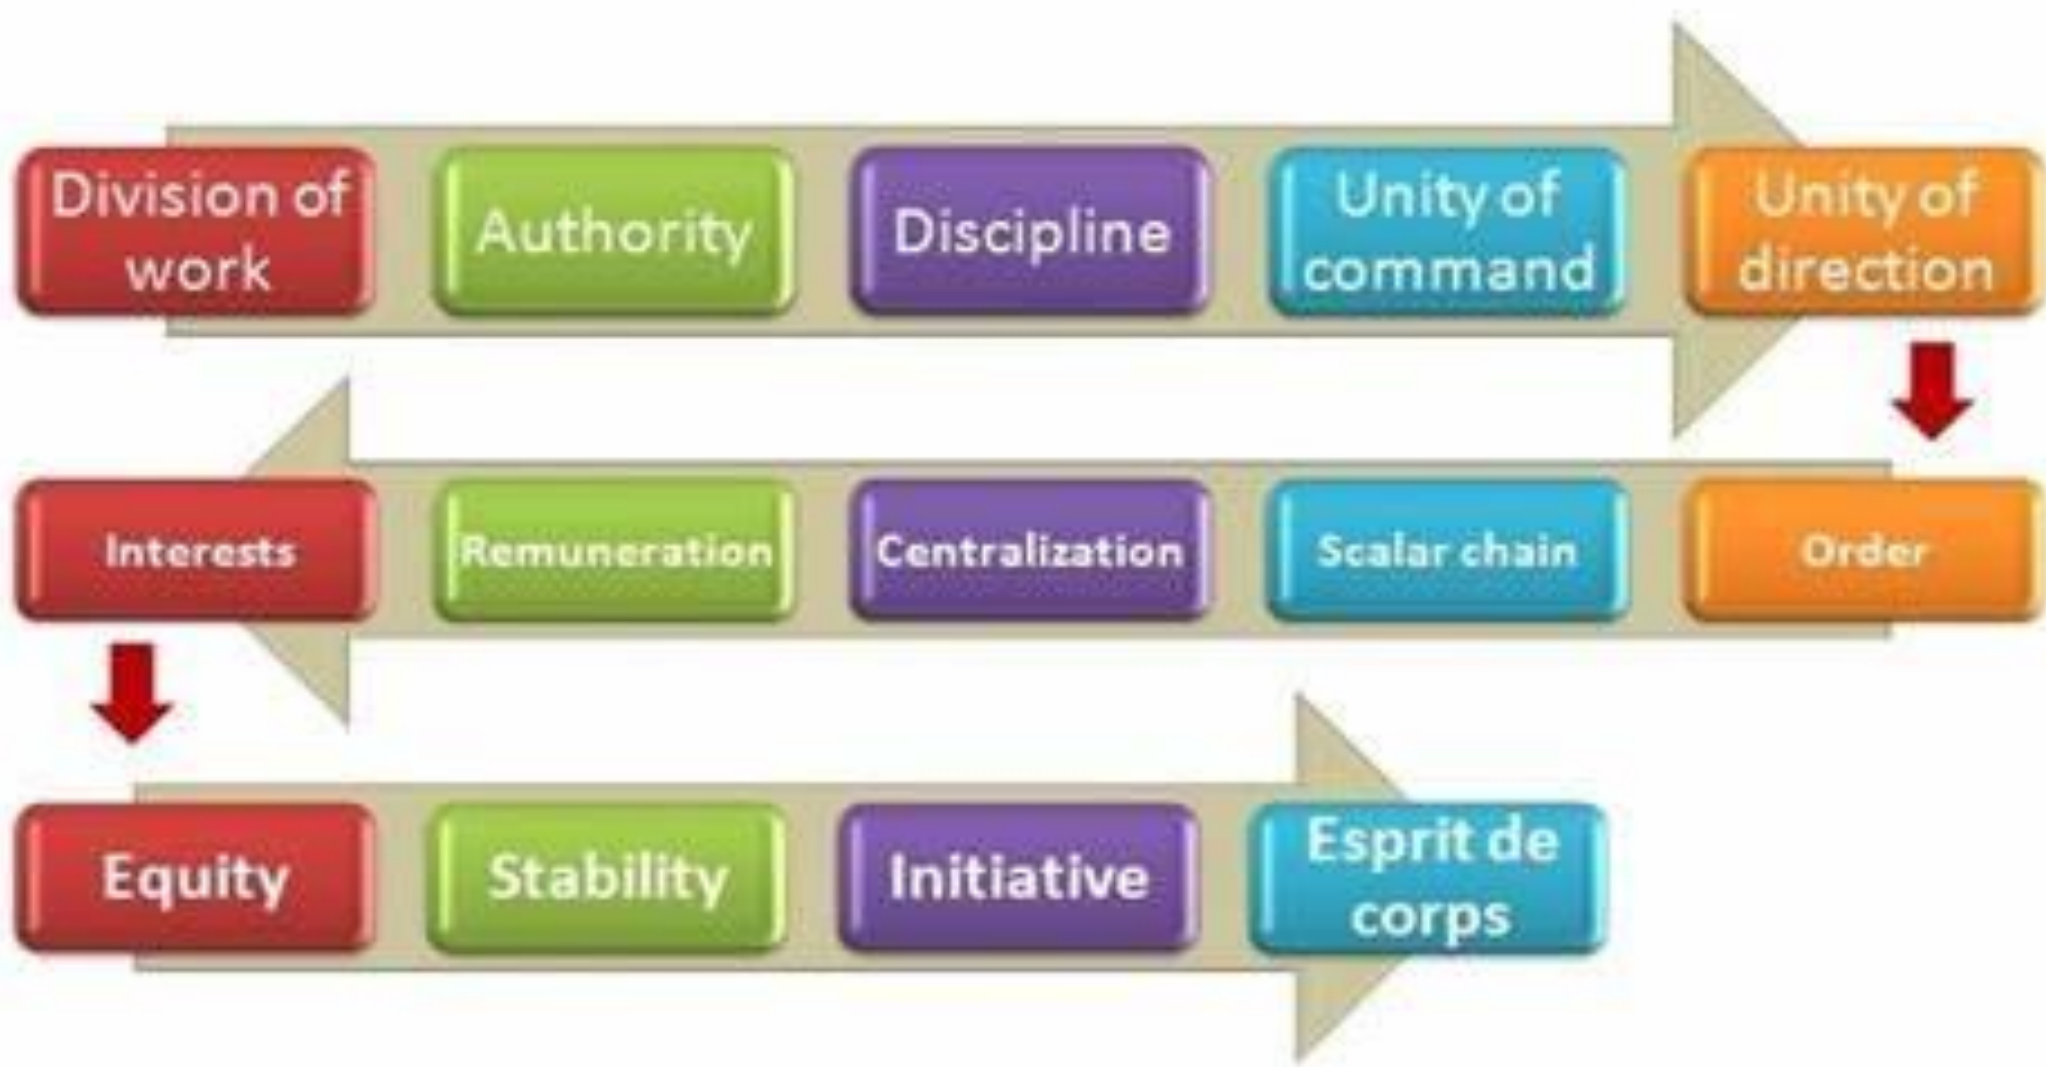 Division of
work
Authority
Discipline
Unity of
command
Unity of
direction
Interests
Remuneration
Centralization
Scalar chain
Order
Equity
Stability
Initiative
Esprit de
corps